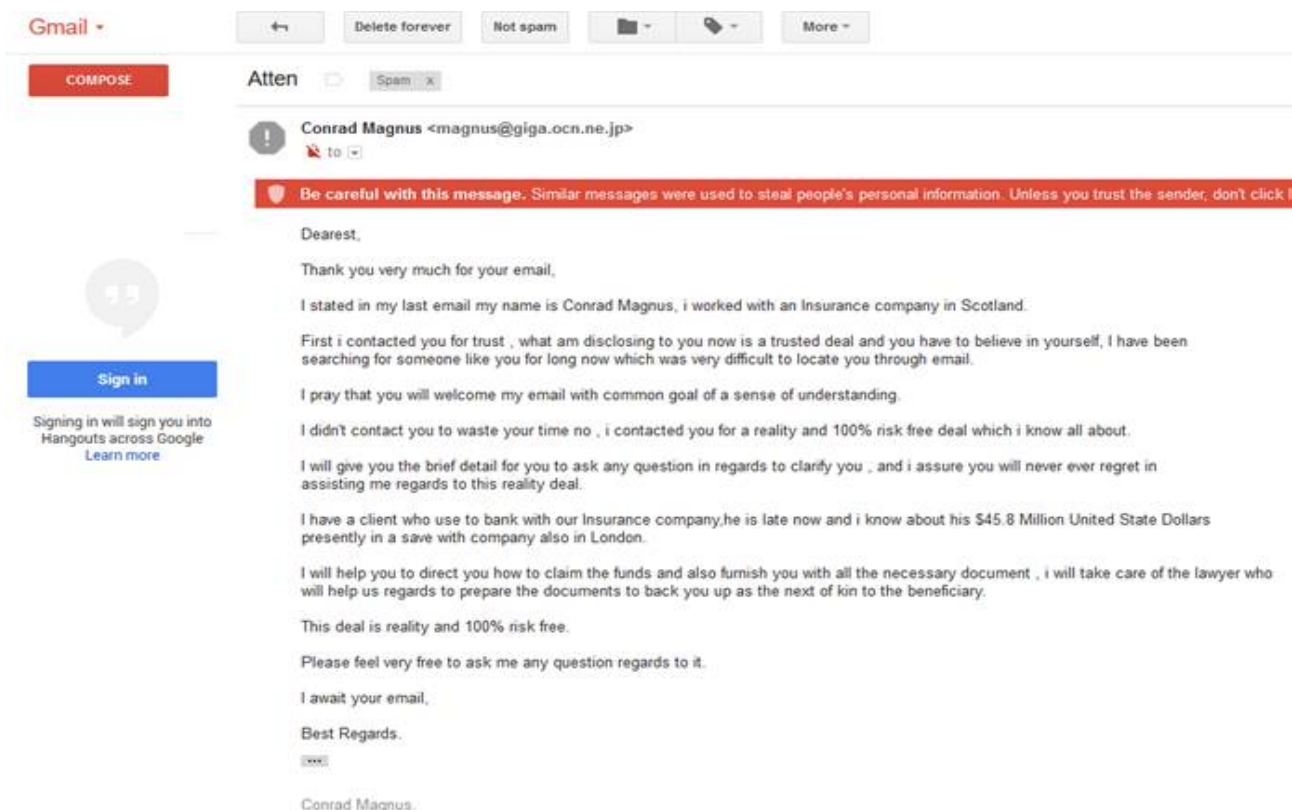 Gmail
Delete forever
Not spam
More
COMPOSE
Atten
Spam x
Conrad Magnus <magnus@giga.ocn.ne.jp>
to
Be careful with this message. Similar messages were used to steal people's personal information. Unless you trust the sender, don't click
Dearest,
Thank you very much for your email,
I stated in my last email my name is Conrad Magnus, i worked with an Insurance company in Scotland.
First i contacted you for trust , what am disclosing to you now is a trusted deal and you have to believe in yourself, I have been
searching for someone like you for long now which was very difficult to locate you through email.
I pray that you will welcome my email with common goal of a sense of understanding.
I didn't contact you to waste your time no , i contacted you for a reality and 100% risk free deal which i know all about.
I will give you the brief detail for you to ask any question in regards to clarify you , and i assure you will never ever regret in
assisting me regards to this reality deal.
I have a client who use to bank with our Insurance company,he is late now and i know about his $45.8 Million United State Dollars
presently in a save with company also in London.
I will help you to direct you how to claim the funds and also furnish you with all the necessary document , i will take care of the lawyer who
will help us regards to prepare the documents to back you up as the next of kin to the beneficiary.
This deal is reality and 100% risk free.
Please feel very free to ask me any question regards to it.
I await your email,
Best Regards.
Conrad Magnus.
Sign in
Signing in will sign you into
Hangouts across Google
Learn more